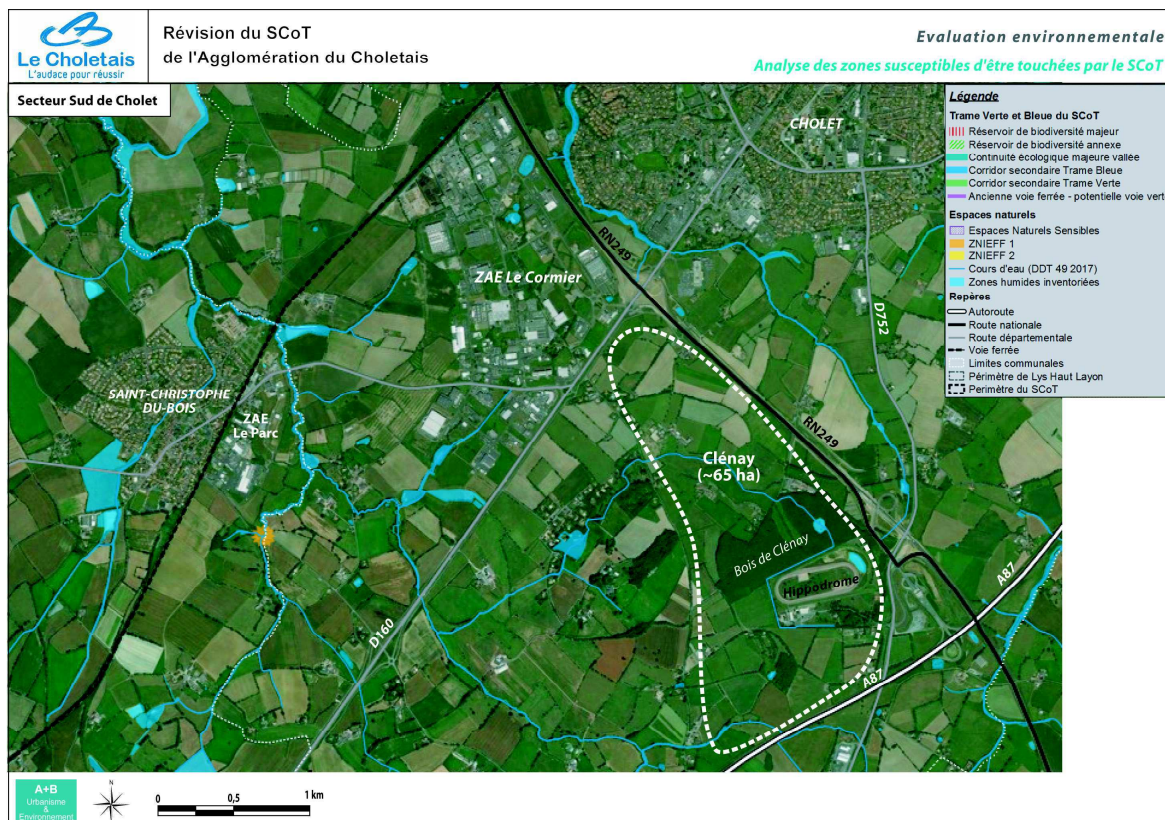 Le Choletais
L'audace pour réussir
Révision du SCoT
de l'Agglomération du Choletais
Evaluation environnementale
Analyse des zones susceptibles d'être touchées par le SCoT
Secteur Sud de Cholet
Légende
Trame Verte et Bleue du SCoT
Réservoir de biodiversité majeur
Réservoir de biodiversité annexe
Continuité écologique majeure vallée
Corridor secondaire Trame Bleue
Corridor secondaire Trame Verte
Ancienne voie ferrée - potentielle voie vert
Espaces naturels
Espaces Naturels Sensibles
ZNIEFF 1
ZNIEFF 2
Cours d'eau (DDT 49 2017)
Zones humides inventoriées
Repères
Autoroute
Route nationale
Route départementale
Voie ferrée
Limites communales
Périmètre de Lys Haut Layon
Perimètre du SCoT
CHOLET
RN249
ZAE Le Cormier
D752
SAINT-CHRISTOPHE
DU-BOIS
ZAE
Le Parc
RN249
Clénay
(~65 ha)
Bois de Clénay
Hippodrome
A87
D160
A87
A+B
Urbanisme
&
Environnement
N
0 0,5 1 km